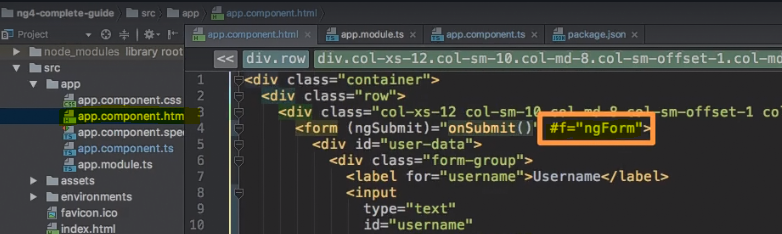 ng4-complete-guide src app app.component.html
Project
app.component.html app.module.ts app.component.ts package.json
node_modules library root
src
app
app.component.css
app.component.htm
app.component.spe
app.component.ts
app.module.ts
assets
environments
favicon.ico
index.html
<< div.row div.col-xs-12.col-sm-10.col-md-8.col-sm-offset-1.col-md
1 <div class="container">
2 <div class="row">
3 <div class="col-xs-12 col-sm-10 col-md-8 col-sm-offset-1 col
4 <form (ngSubmit)="onSubmit()" #f="ngForm">
5 <div id="user-data">
6 <div class="form-group">
7 <label for="username">Username</label>
8 <input
9 type="text"
10 id="username"